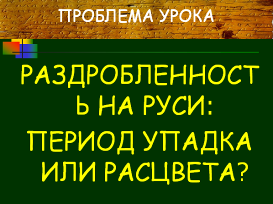 ПРОБЛЕМА УРОКА
РАЗДРОБЛЕННОСТ
Ь НА РУСИ:
ПЕРИОД УПАДКА
ИЛИ РАСЦВЕТА?